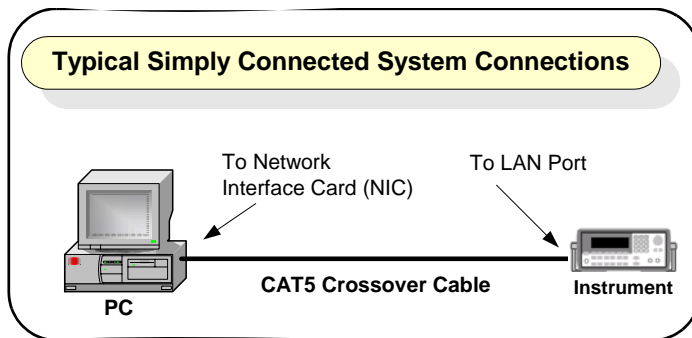 Typical Simply Connected System Connections
To Network
Interface Card (NIC)
To LAN Port
CAT5 Crossover Cable
PC
Instrument